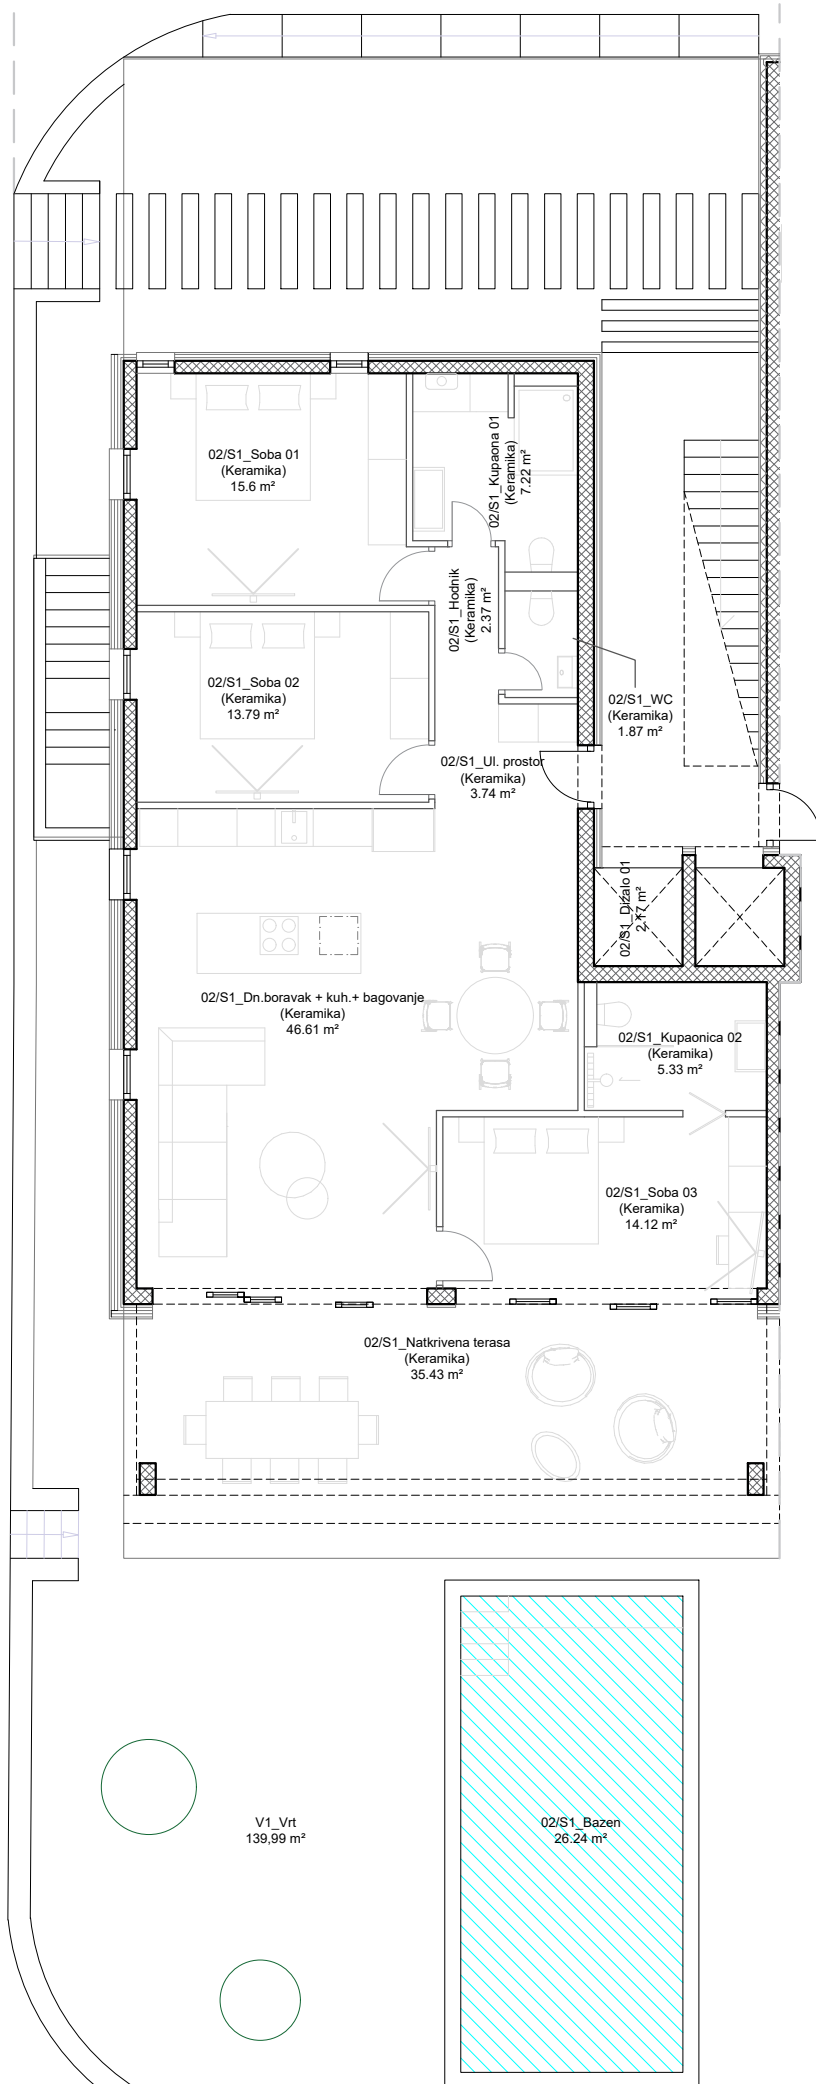 02/S1_Soba 01
(Keramika)
15.6 m²
02/S1_Kupaona 01
(Keramika)
7.22 m²
02/S1_Hodnik
(Keramika)
2.37 m²
02/S1_Soba 02
(Keramika)
13.79 m²
02/S1_WC
(Keramika)
1.87 m²
02/S1_Ul. prostor
(Keramika)
3.74 m²
02/S1_Dizalo 01
2.17 m²
02/S1_Dn.boravak + kuh.+ bagovanje
(Keramika)
46.61 m²
02/S1_Kupaonica 02
(Keramika)
5.33 m²
02/S1_Soba 03
(Keramika)
14.12 m²
02/S1_Natkrivena terasa
(Keramika)
35.43 m²
V1_Vrt
139,99 m²
02/S1_Bazen
26.24 m²